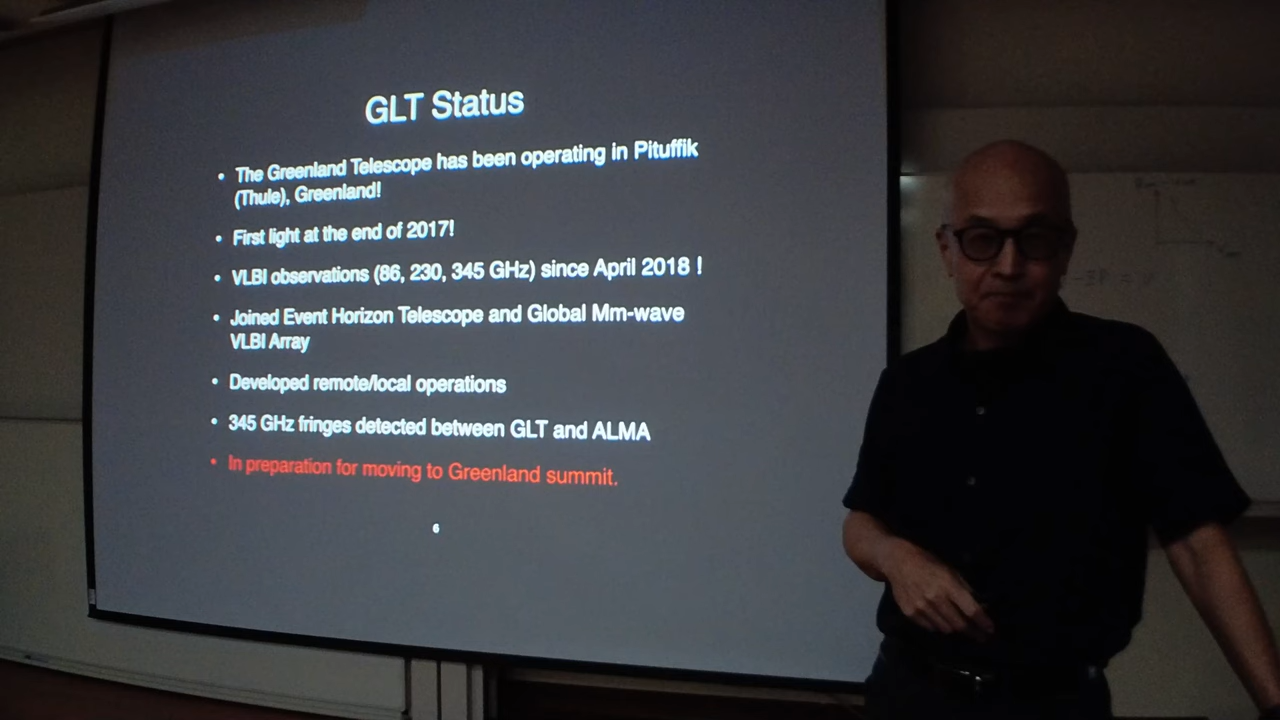 GLT Status
• The Greenland Telescope has been operating in Pituffik
(Thule), Greenland!
• First light at the end of 2017!
• VLBI observations (86, 230, 345 GHz) since April 2018 !
• Joined Event Horizon Telescope and Global Mm-wave
VLBI Array
• Developed remote/local operations
• 345 GHz fringes detected between GLT and ALMA
• In preparation for moving to Greenland summit.
6